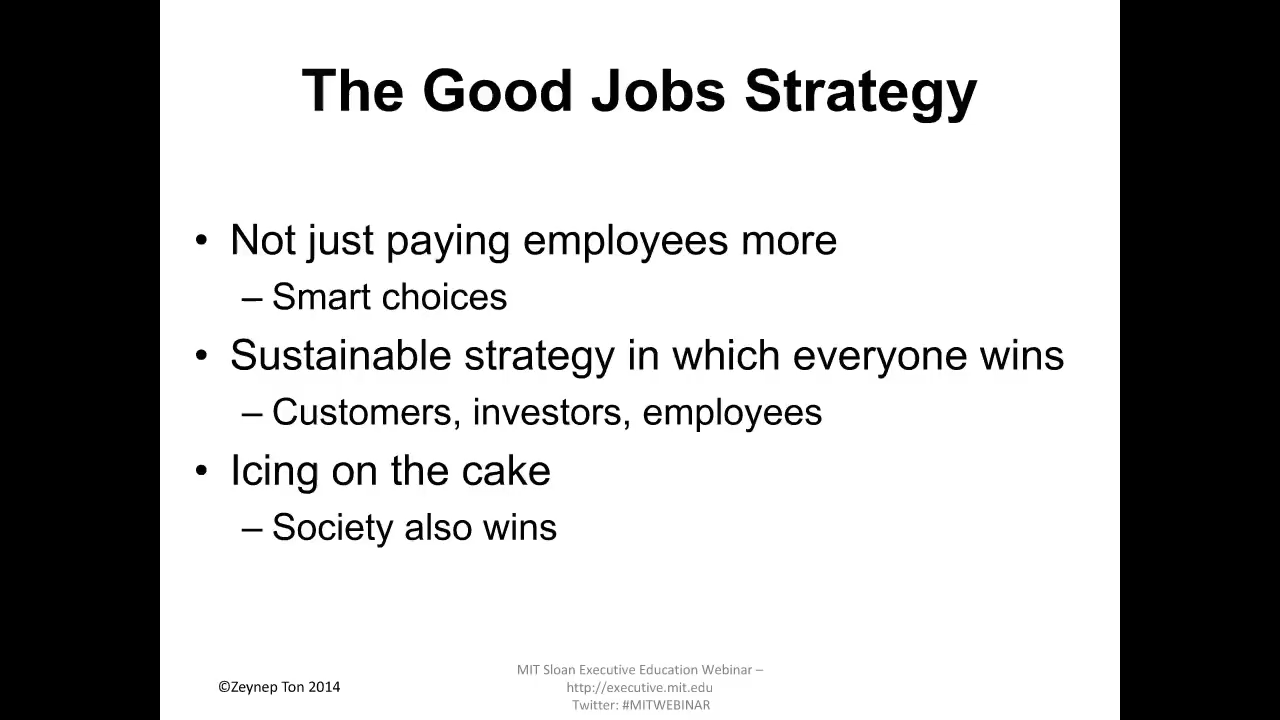 The Good Jobs Strategy
• Not just paying employees more
– Smart choices
• Sustainable strategy in which everyone wins
– Customers, investors, employees
• Icing on the cake
– Society also wins
©Zeynep Ton 2014
MIT Sloan Executive Education Webinar –
http://executive.mit.edu
Twitter: #MITWEBINAR